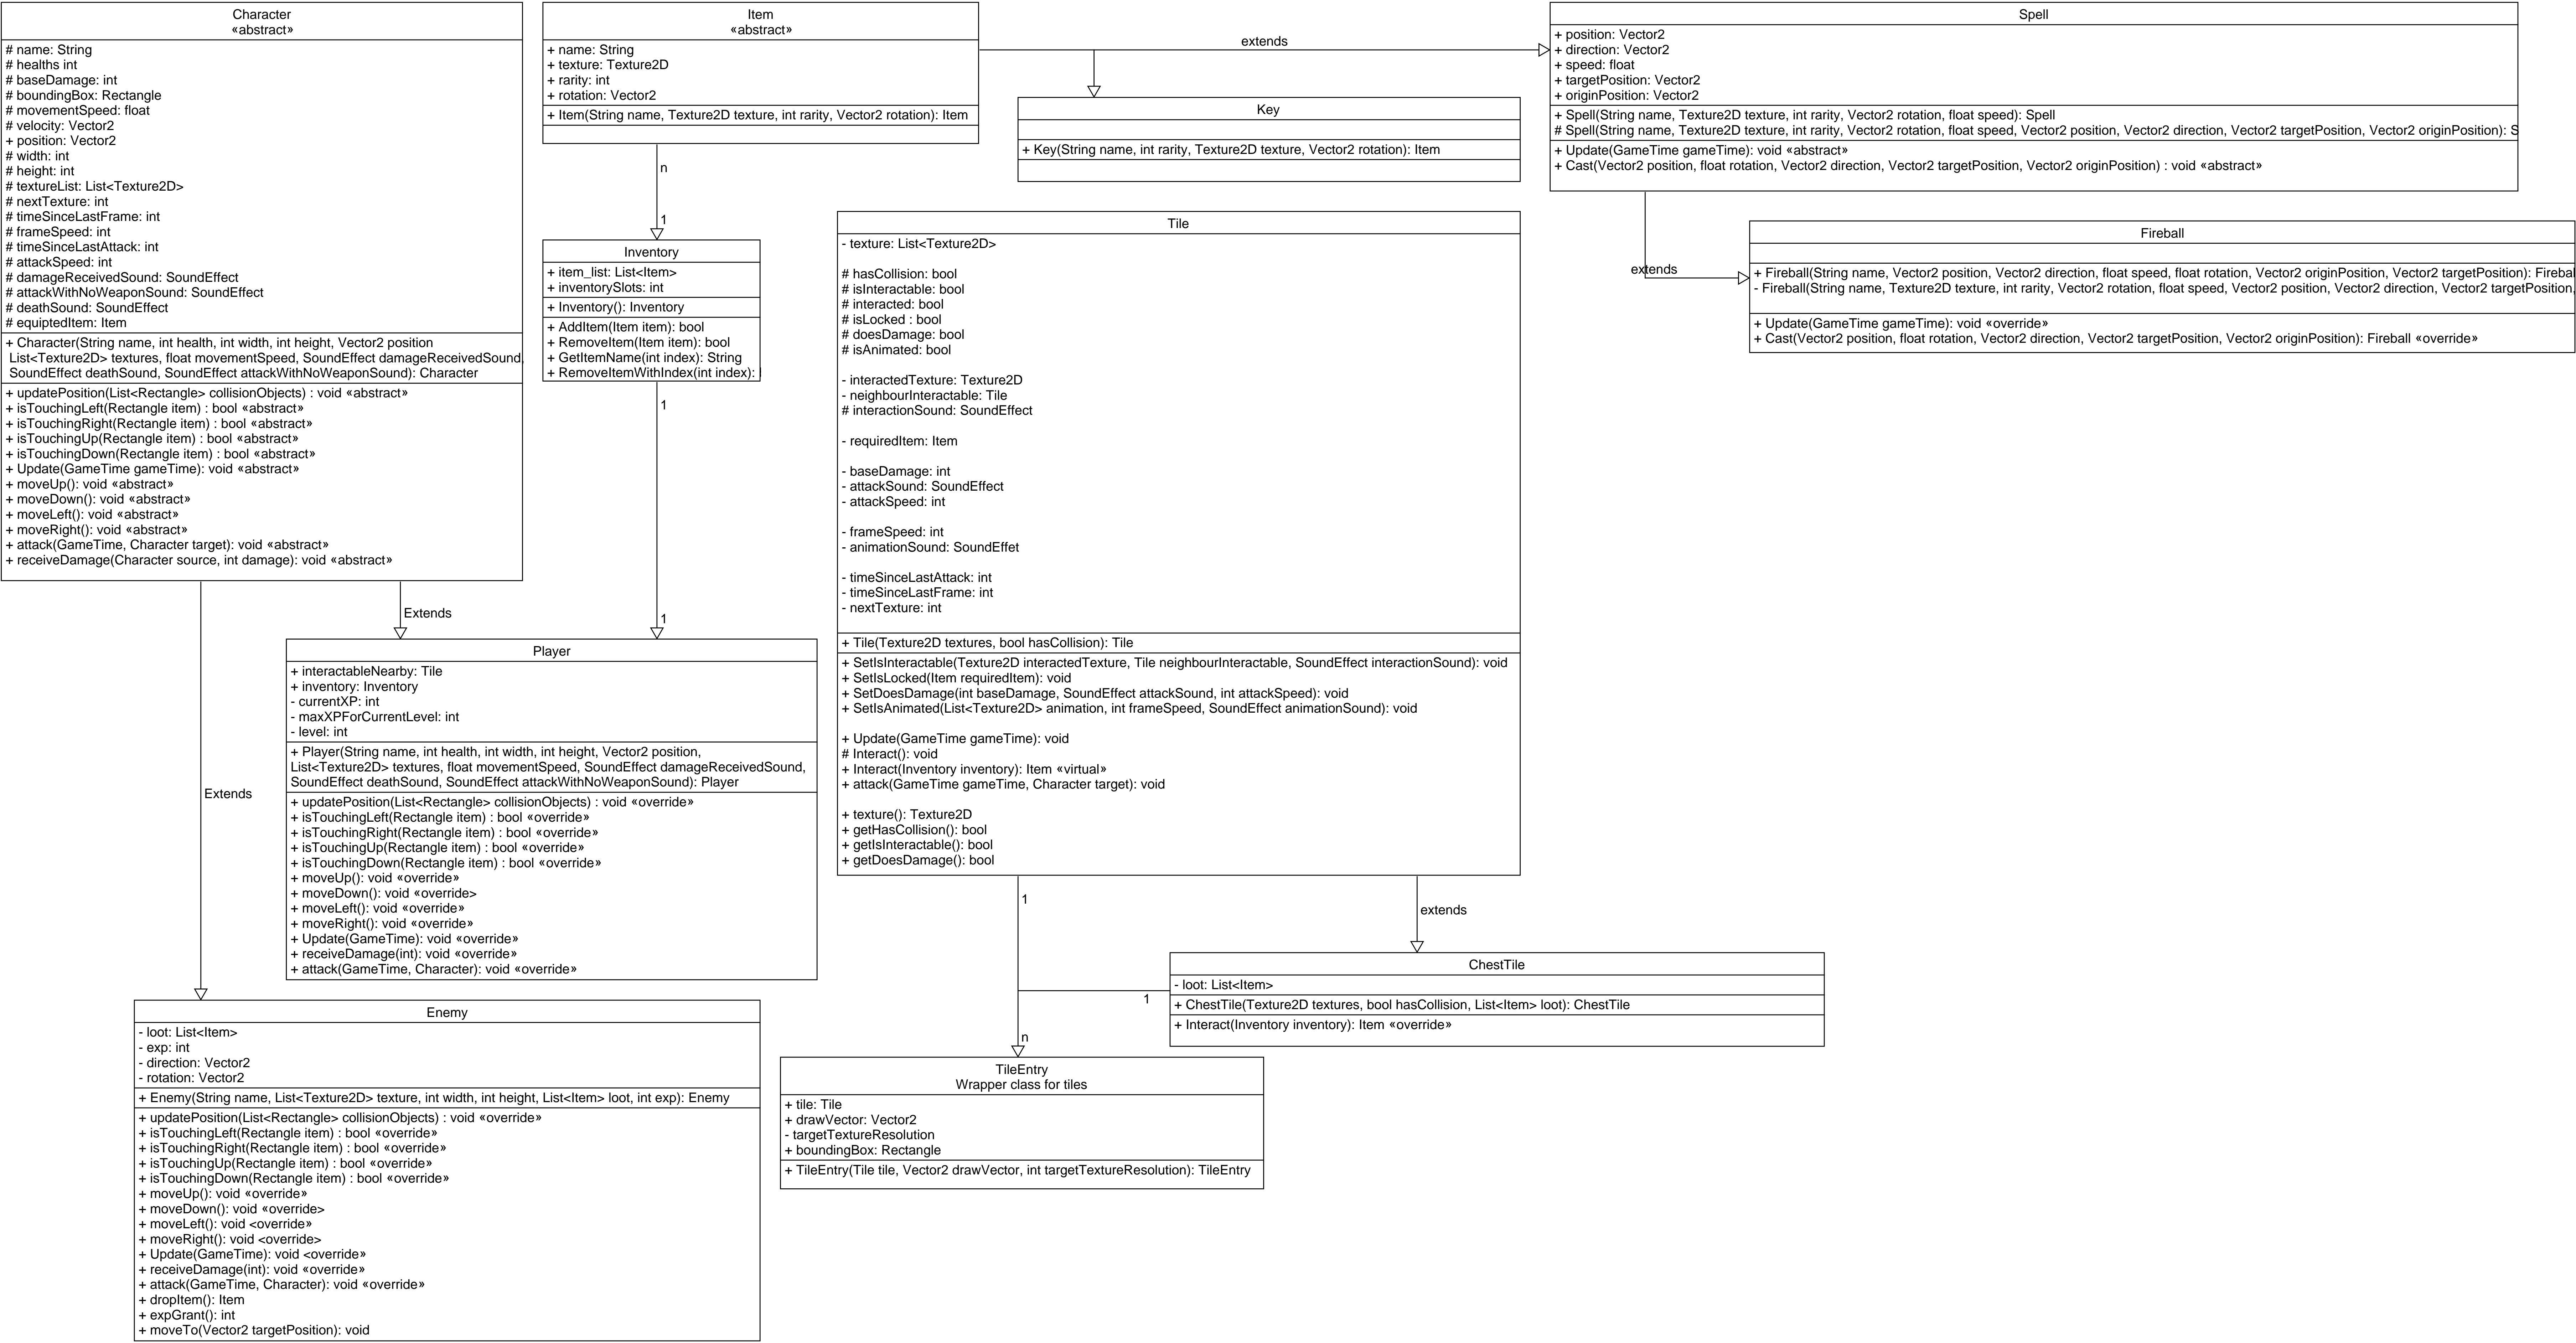 Character
«abstract»
# name: String
# healths int
# baseDamage: int
# boundingBox: Rectangle
# movementSpeed: float
# velocity: Vector2
+ position: Vector2
# width: int
# height: int
# textureList: List<Texture2D>
# nextTexture: int
# timeSinceLastFrame: int
# frameSpeed: int
# timeSinceLastAttack: int
# attackSpeed: int
# damageReceivedSound: SoundEffect
# attackWithNoWeaponSound: SoundEffect
# deathSound: SoundEffect
# equiptedItem: Item
+ Character(String name, int health, int width, int height, Vector2 position
List<Texture2D> textures, float movementSpeed, SoundEffect damageReceivedSound,
SoundEffect deathSound, SoundEffect attackWithNoWeaponSound): Character
+ updatePosition(List<Rectangle> collisionObjects) : void «abstract»
+ isTouchingLeft(Rectangle item) : bool «abstract»
+ isTouchingRight(Rectangle item) : bool «abstract»
+ isTouchingUp(Rectangle item) : bool «abstract»
+ isTouchingDown(Rectangle item) : bool «abstract»
+ Update(GameTime gameTime): void «abstract»
+ moveUp(): void «abstract»
+ moveDown(): void «abstract»
+ moveLeft(): void «abstract»
+ moveRight(): void «abstract»
+ attack(GameTime, Character target): void «abstract»
+ receiveDamage(Character source, int damage): void «abstract»
Item
«abstract»
+ name: String
+ texture: Texture2D
+ rarity: int
+ rotation: Vector2
+ Item(String name, Texture2D texture, int rarity, Vector2 rotation): Item
extends
Key
+ Key(String name, int rarity, Texture2D texture, Vector2 rotation): Item
Spell
+ position: Vector2
+ direction: Vector2
+ speed: float
+ targetPosition: Vector2
+ originPosition: Vector2
+ Spell(String name, Texture2D texture, int rarity, Vector2 rotation, float speed): Spell
# Spell(String name, Texture2D texture, int rarity, Vector2 rotation, float speed, Vector2 position, Vector2 direction, Vector2 targetPosition, Vector2 originPosition): S
+ Update(GameTime gameTime): void «abstract»
+ Cast(Vector2 position, float rotation, Vector2 direction, Vector2 targetPosition, Vector2 originPosition) : void «abstract»
extends
Fireball
+ Fireball(String name, Vector2 position, Vector2 direction, float speed, float rotation, Vector2 originPosition, Vector2 targetPosition): Firebal
- Fireball(String name, Texture2D texture, int rarity, Vector2 rotation, float speed, Vector2 position, Vector2 direction, Vector2 targetPosition,
+ Update(GameTime gameTime): void «override»
+ Cast(Vector2 position, float rotation, Vector2 direction, Vector2 targetPosition, Vector2 originPosition): Fireball «override»
n
1
Inventory
+ item_list: List<Item>
+ inventorySlots: int
+ Inventory(): Inventory
+ AddItem(Item item): bool
+ RemoveItem(Item item): bool
+ GetItemName(int index): String
+ RemoveItemWithIndex(int index):
1
1
Tile
- texture: List<Texture2D>
# hasCollision: bool
# isInteractable: bool
# interacted: bool
# isLocked : bool
# doesDamage: bool
# isAnimated: bool
- interactedTexture: Texture2D
- neighbourInteractable: Tile
# interactionSound: SoundEffect
- requiredItem: Item
- baseDamage: int
- attackSound: SoundEffect
- attackSpeed: int
- frameSpeed: int
- animationSound: SoundEffet
- timeSinceLastAttack: int
- timeSinceLastFrame: int
- nextTexture: int
+ Tile(Texture2D textures, bool hasCollision): Tile
+ SetIsInteractable(Texture2D interactedTexture, Tile neighbourInteractable, SoundEffect interactionSound): void
+ SetIsLocked(Item requiredItem): void
+ SetDoesDamage(int baseDamage, SoundEffect attackSound, int attackSpeed): void
+ SetIsAnimated(List<Texture2D> animation, int frameSpeed, SoundEffect animationSound): void
+ Update(GameTime gameTime): void
# Interact(): void
+ Interact(Inventory inventory): Item «virtual»
+ attack(GameTime gameTime, Character target): void
+ texture(): Texture2D
+ getHasCollision(): bool
+ getIsInteractable(): bool
+ getDoesDamage(): bool
Extends
Player
+ interactableNearby: Tile
+ inventory: Inventory
- currentXP: int
- maxXPForCurrentLevel: int
- level: int
+ Player(String name, int health, int width, int height, Vector2 position,
List<Texture2D> textures, float movementSpeed, SoundEffect damageReceivedSound,
SoundEffect deathSound, SoundEffect attackWithNoWeaponSound): Player
+ updatePosition(List<Rectangle> collisionObjects) : void «override»
+ isTouchingLeft(Rectangle item) : bool «override»
+ isTouchingRight(Rectangle item) : bool «override»
+ isTouchingUp(Rectangle item) : bool «override»
+ isTouchingDown(Rectangle item) : bool «override»
+ moveUp(): void «override»
+ moveDown(): void «override>
+ moveLeft(): void «override»
+ moveRight(): void «override»
+ Update(GameTime): void «override»
+ receiveDamage(int): void «override»
+ attack(GameTime, Character): void «override»
Extends
Enemy
- loot: List<Item>
- exp: int
- direction: Vector2
- rotation: Vector2
+ Enemy(String name, List<Texture2D> texture, int width, int height, List<Item> loot, int exp): Enemy
+ updatePosition(List<Rectangle> collisionObjects) : void «override»
+ isTouchingLeft(Rectangle item) : bool «override»
+ isTouchingRight(Rectangle item) : bool «override»
+ isTouchingUp(Rectangle item) : bool «override»
+ isTouchingDown(Rectangle item) : bool «override»
+ moveUp(): void «override»
+ moveDown(): void «override>
+ moveLeft(): void <override»
+ moveRight(): void <override>
+ Update(GameTime): void <override»
+ receiveDamage(int): void «override»
+ attack(GameTime, Character): void «override»
+ dropItem(): Item
+ expGrant(): int
+ moveTo(Vector2 targetPosition): void
1
extends
ChestTile
- loot: List<Item>
+ ChestTile(Texture2D textures, bool hasCollision, List<Item> loot): ChestTile
+ Interact(Inventory inventory): Item «override»
1
n
TileEntry
Wrapper class for tiles
+ tile: Tile
+ drawVector: Vector2
- targetTextureResolution
+ boundingBox: Rectangle
+ TileEntry(Tile tile, Vector2 drawVector, int targetTextureResolution): TileEntry